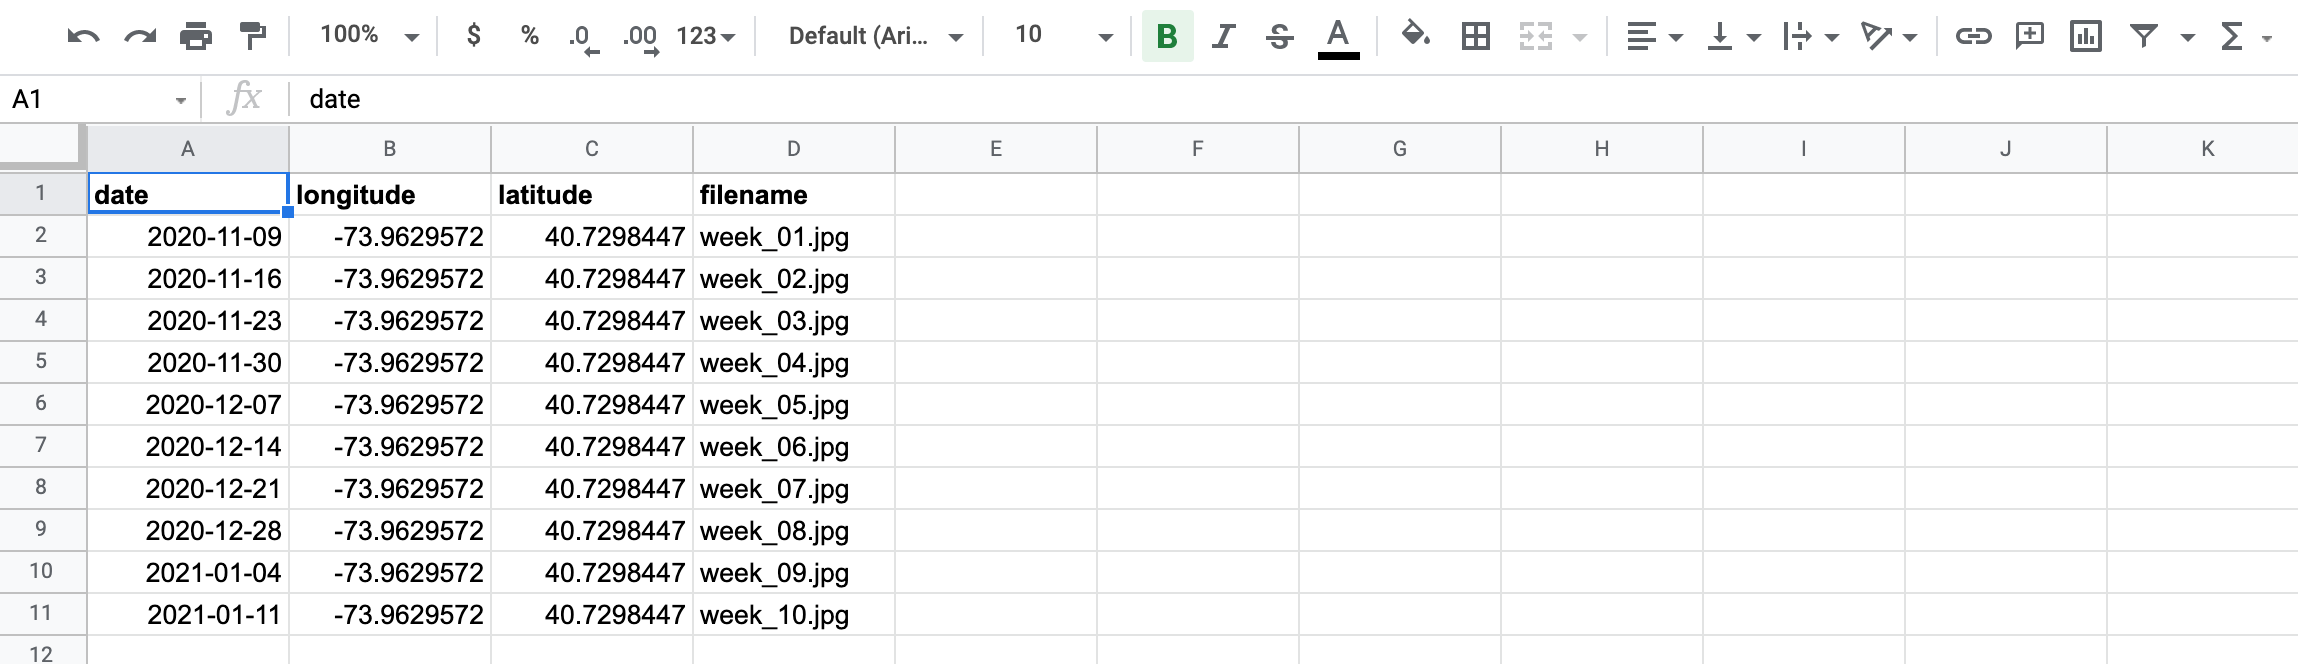 100% $ % .0 .00 123 Default (Ari... 10 B I S A
A1 fx date
A B C D E F G H I J K
1 date longitude latitude filename
2 2020-11-09 -73.9629572 40.7298447 week_01.jpg
3 2020-11-16 -73.9629572 40.7298447 week_02.jpg
4 2020-11-23 -73.9629572 40.7298447 week_03.jpg
5 2020-11-30 -73.9629572 40.7298447 week_04.jpg
6 2020-12-07 -73.9629572 40.7298447 week_05.jpg
7 2020-12-14 -73.9629572 40.7298447 week_06.jpg
8 2020-12-21 -73.9629572 40.7298447 week_07.jpg
9 2020-12-28 -73.9629572 40.7298447 week_08.jpg
10 2021-01-04 -73.9629572 40.7298447 week_09.jpg
11 2021-01-11 -73.9629572 40.7298447 week_10.jpg
12